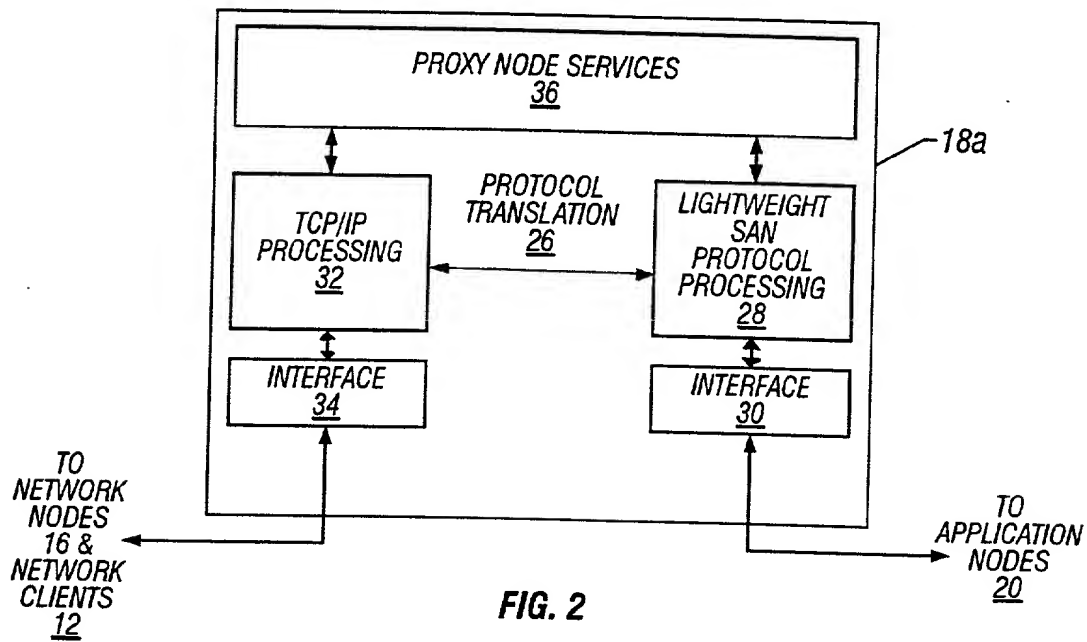 PROXY NODE SERVICES
36
18a
TCP/IP
PROCESSING
32
PROTOCOL
TRANSLATION
26
LIGHTWEIGHT
SAN
PROTOCOL
PROCESSING
28
INTERFACE
34
INTERFACE
30
TO
NETWORK
NODES
16 &
NETWORK
CLIENTS
12
TO
APPLICATION
NODES
20
FIG. 2